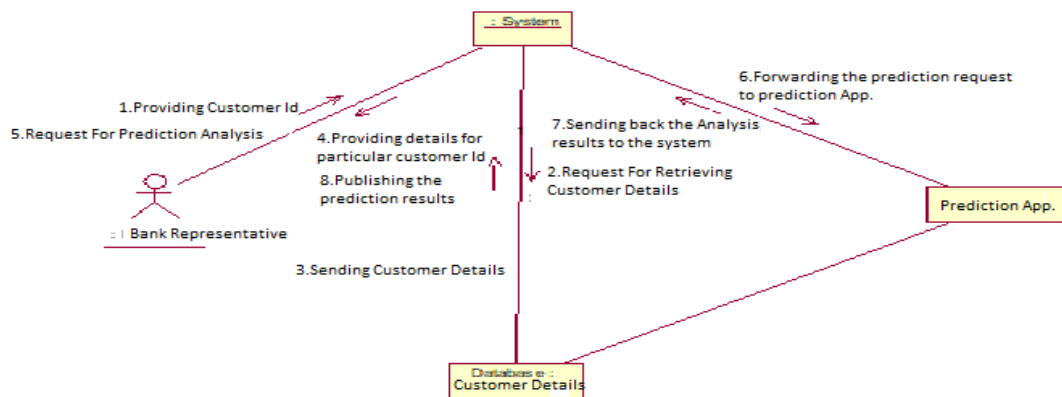 : System
6.Forwarding the prediction request
to prediction App.
1.Providing Customer Id
5.Request For Prediction Analysis
4.Providing details for
particular customer Id
8.Publishing the
prediction results
7.Sending back the Analysis
results to the system
2.Request For Retrieving
Customer Details
Prediction App.
Bank Representative
3.Sending Customer Details
Database :
Customer Details